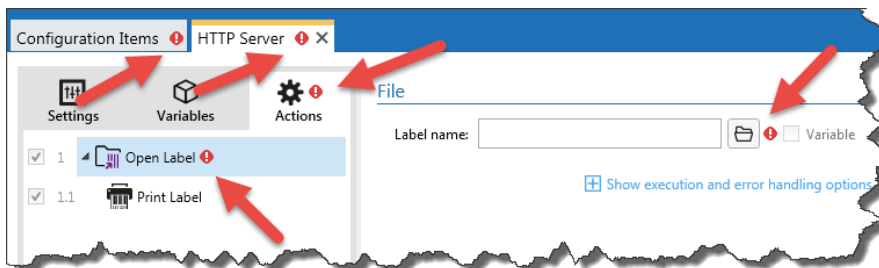 Configuration Items HTTP Server
Settings Variables Actions
File
Label name: Variable
1 Open Label
Show execution and error handling options
1.1 Print Label